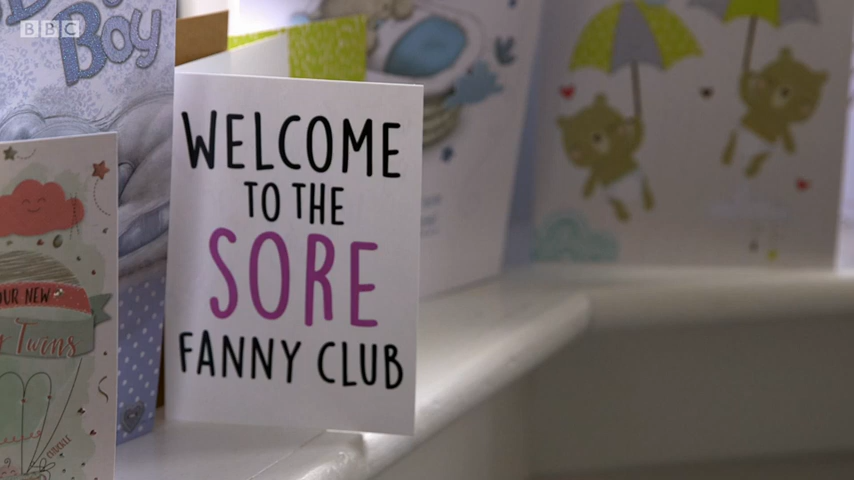 BBC
Boy
WELCOME
TO THE
SORE
FANNY CLUB
OUR NEW
Twins